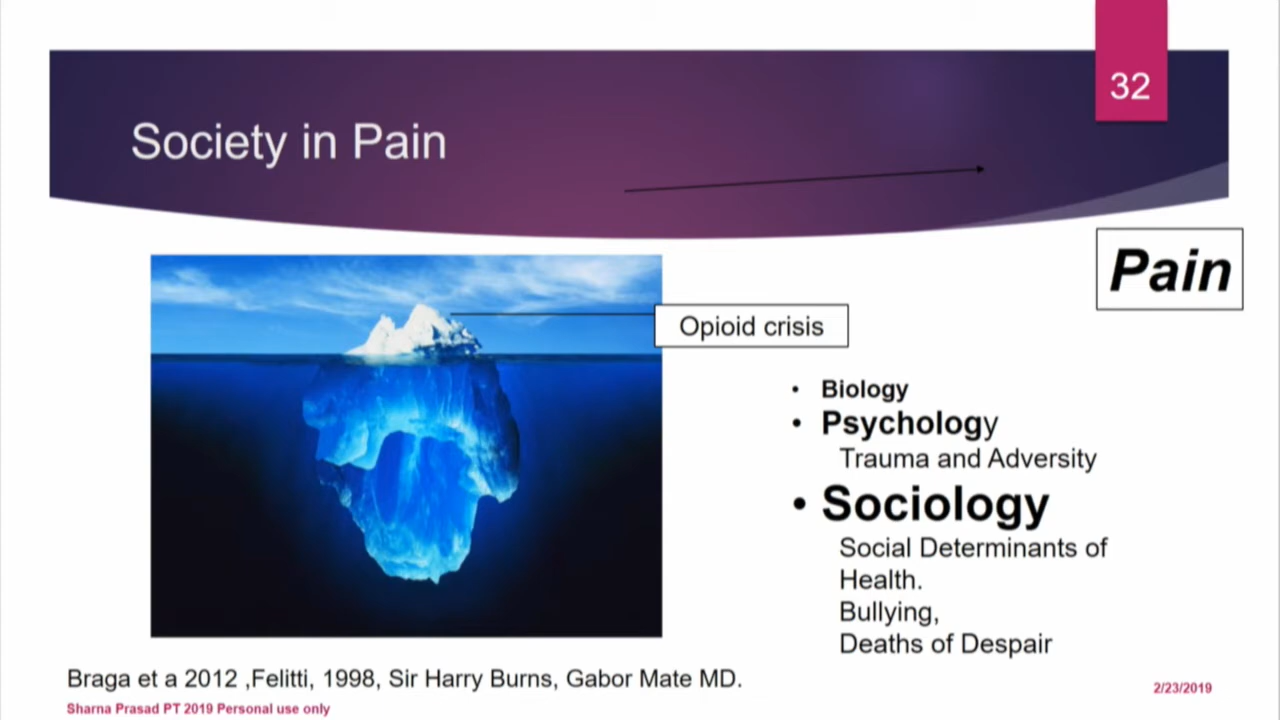 32
Society in Pain
Pain
Opioid crisis
• Biology
• Psychology
Trauma and Adversity
• Sociology
Social Determinants of
Health.
Bullying,
Deaths of Despair
Braga et a 2012 ,Felitti, 1998, Sir Harry Burns, Gabor Mate MD.
2/23/2019
Sharna Prasad PT 2019 Personal use only